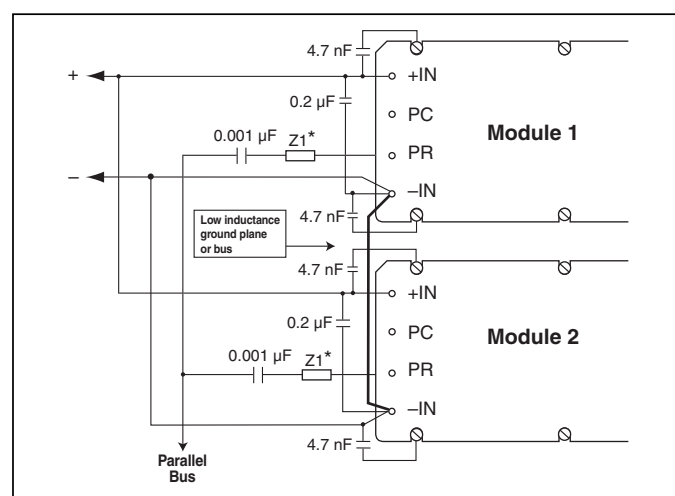 4.7 nF
+
+IN
0.2 µF
PC
Module 1
0.001 µF
Z1*
PR
–
–IN
4.7 nF
Low inductance
ground plane
or bus
4.7 nF
+IN
0.2 µF
PC
Module 2
0.001 µF
Z1*
PR
–IN
4.7 nF
Parallel
Bus